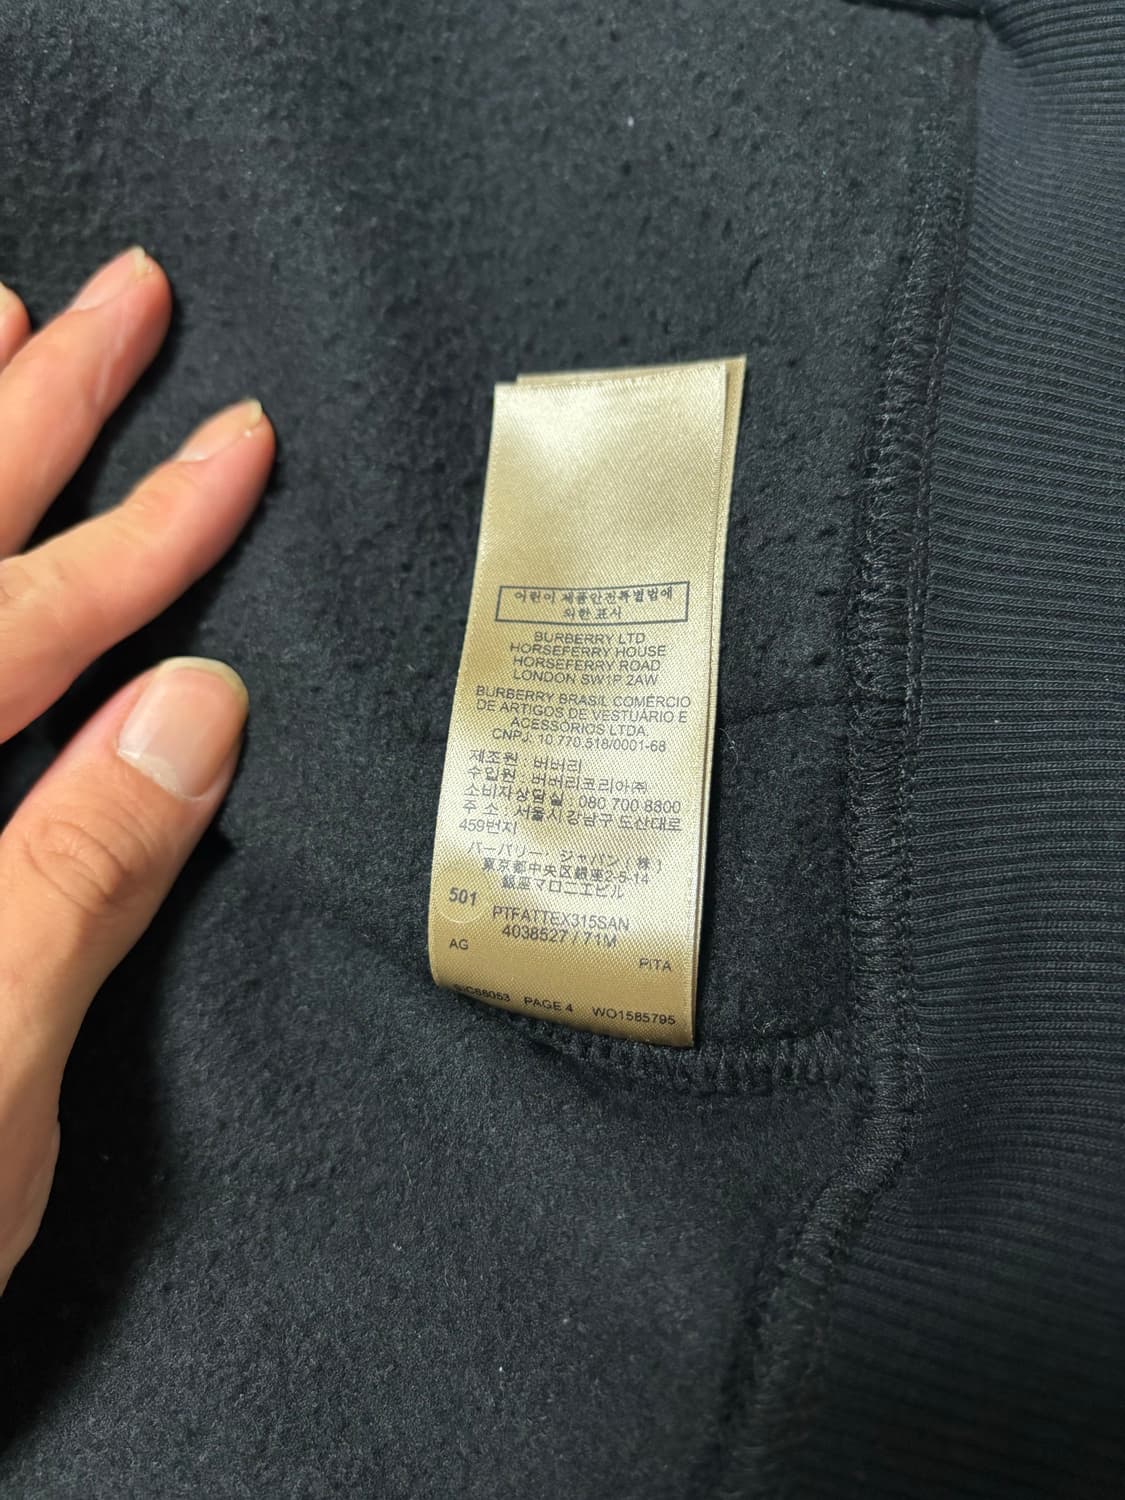 어린이 제품안전특별법에
의한 표시
BURBERRY LTD
HORSEFERRY HOUSE
HORSEFERRY ROAD
LONDON SW1P 2AW
BURBERRY BRASIL COMÉRCIO
DE ARTIGOS DE VESTUÁRIO E
ACESSÓRIOS LTDA.
CNPJ: 10.770.518/0001-68
제조원 : 버버리
수입원 : 버버리코리아㈜
소비자상담실 : 080 700 8800
주 소 : 서울시 강남구 도산대로
459번지
バーバリー・ジャパン(株)
東京都中央区銀座2-5-14
銀座マロニエビル
501
PTFATTEX315SAN
4038527 / 71M
AG
PITA
PAGE 4 WO1585795